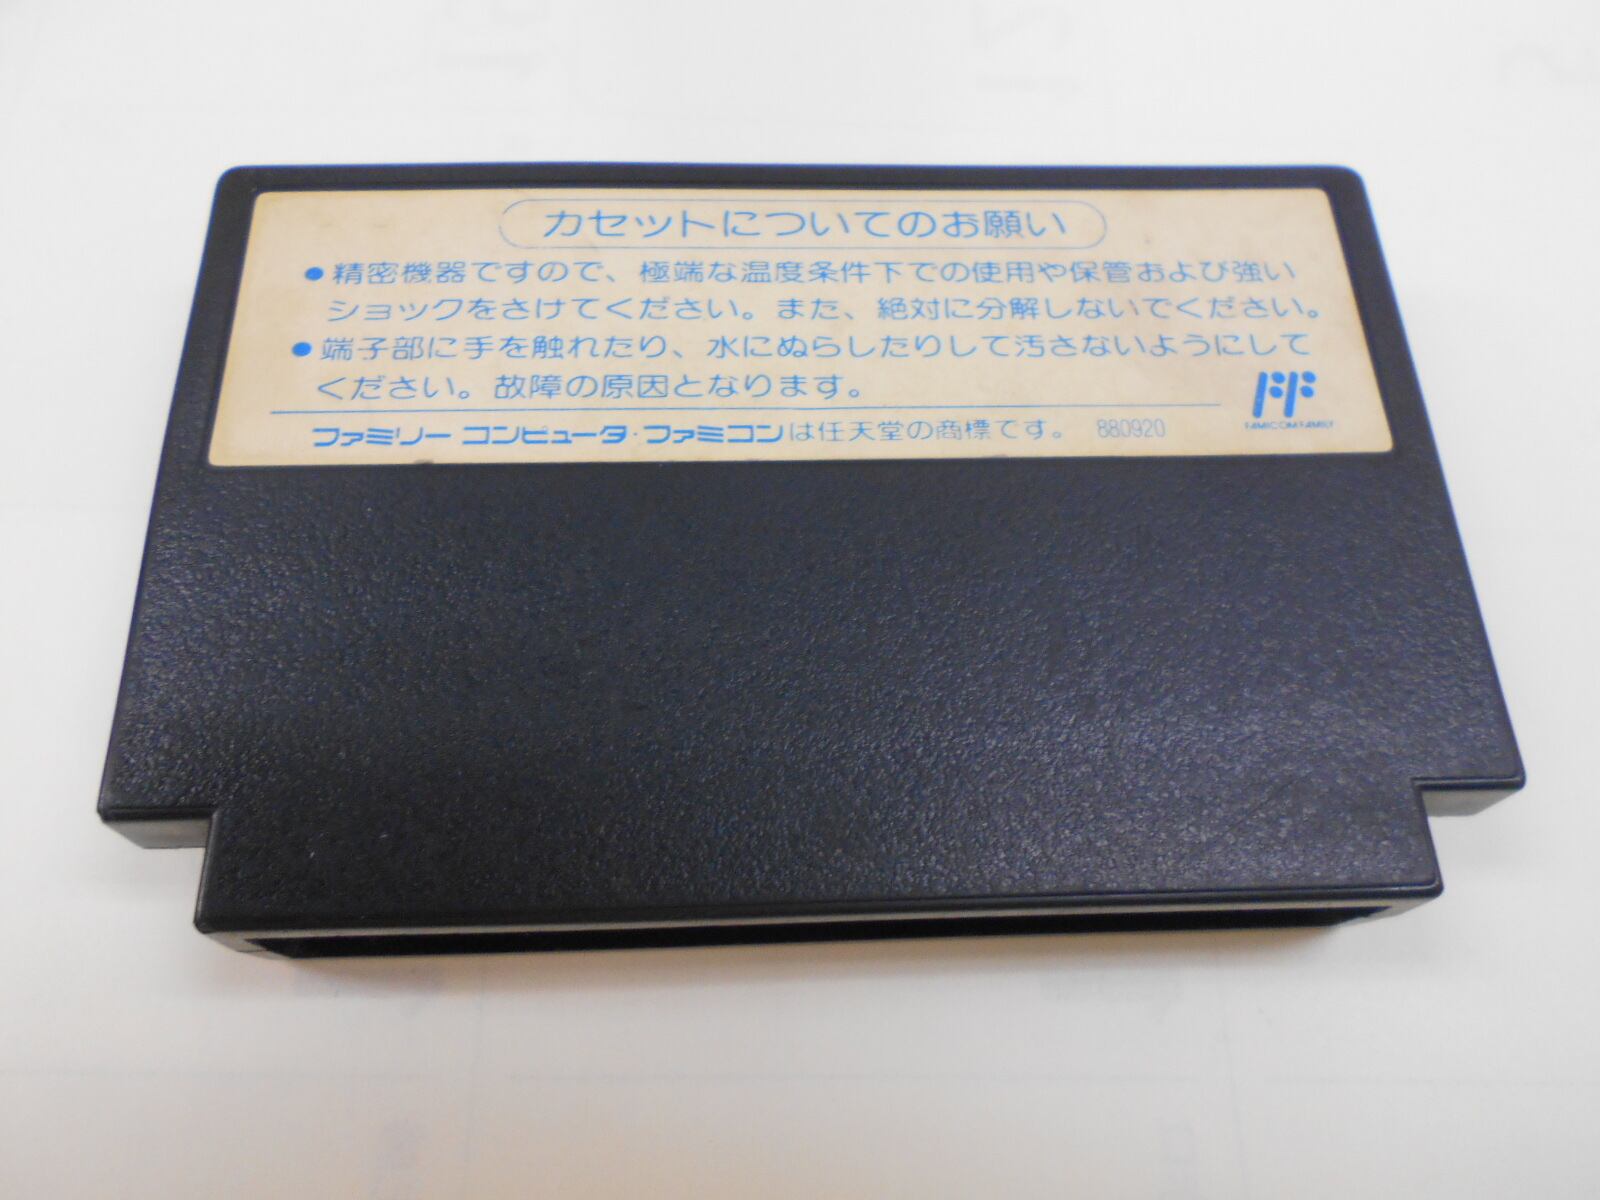 カセットについてのお願い
●精密機器ですので、極端な温度条件下での使用や保管および強い
ショックをさけてください。また、絶対に分解しないでください。
●端子部に手を触れたり、水にぬらしたりして汚さないようにして
ください。故障の原因となります。
ファミリーコンピュータ・ファミコンは任天堂の商標です。 880920
FF
FAMICOM FAMILY